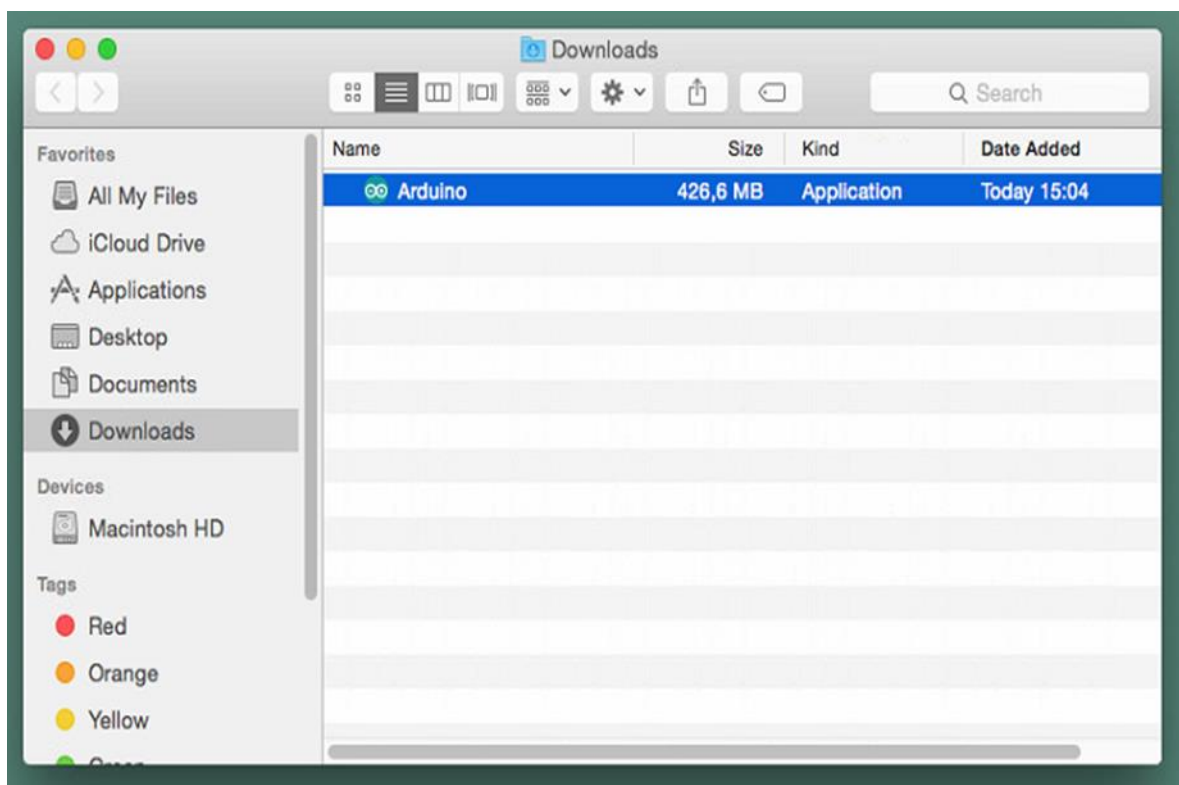 Downloads
Search
Favorites
All My Files
iCloud Drive
Applications
Desktop
Documents
Downloads
Devices
Macintosh HD
Tags
Red
Orange
Yellow
Name Size Kind Date Added
Arduino 426,6 MB Application Today 15:04